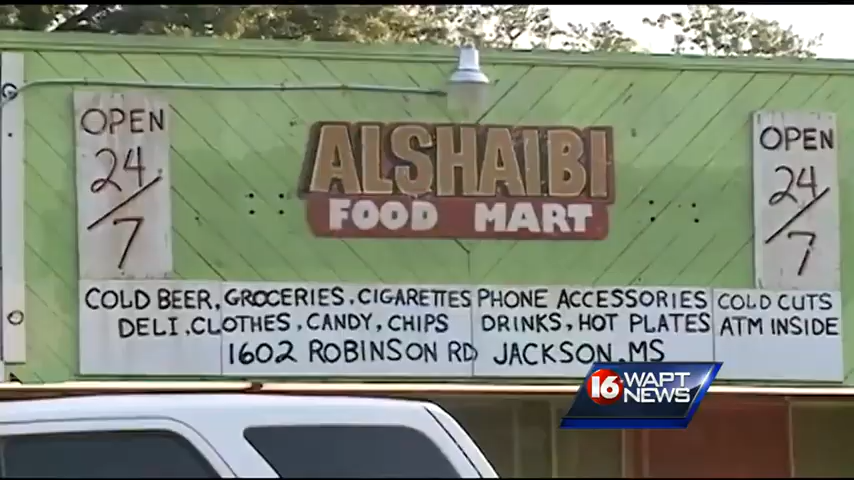 OPEN
24/7
ALSHAIBI
FOOD MART
OPEN
24/7
COLD BEER, GROCERIES, CIGARETTES PHONE ACCESSORIES COLD CUTS
DELI, CLOTHES, CANDY, CHIPS DRINKS, HOT PLATES ATM INSIDE
1602 ROBINSON RD JACKSON, MS
16 WAPT
NEWS